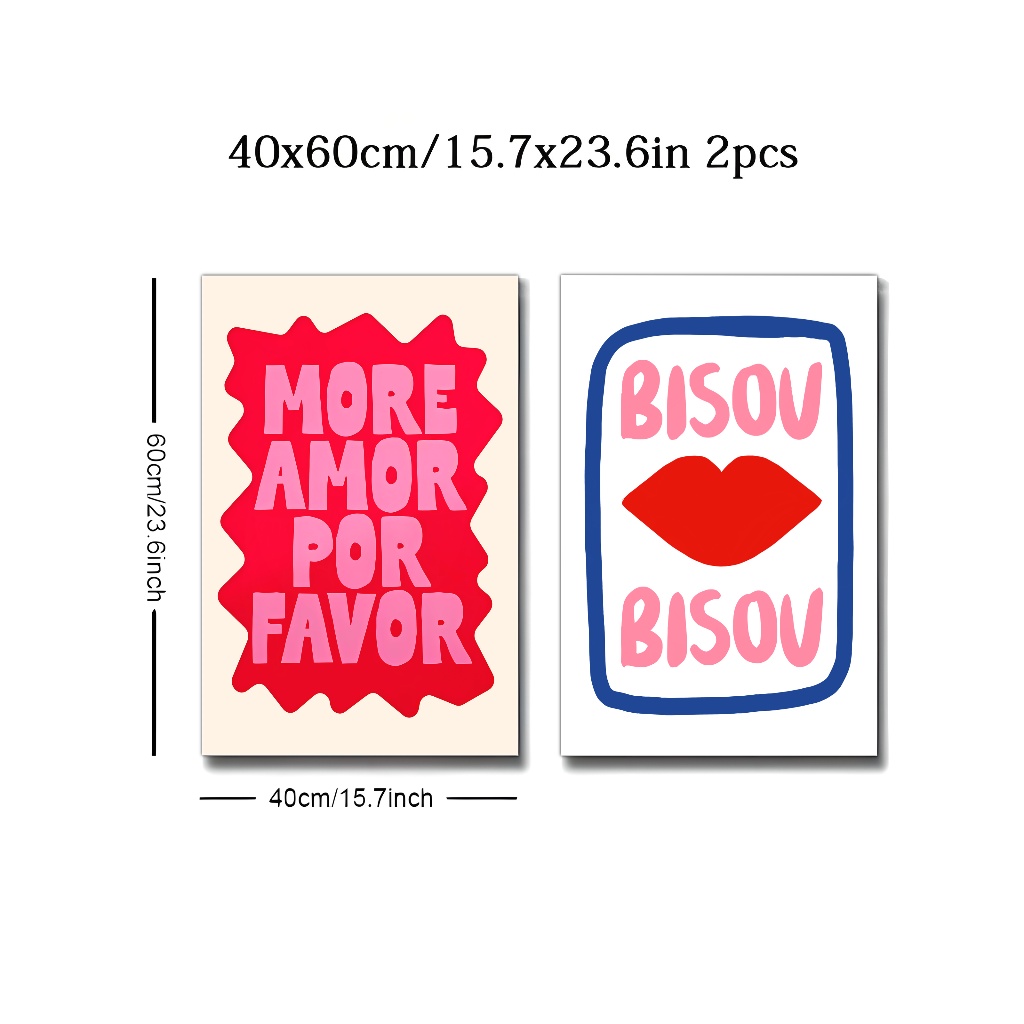 40x60cm/15.7x23.6in 2pcs
60cm/23.6inch
MORE
AMOR
POR
FAVOR
BISOU
BISOU
40cm/15.7inch